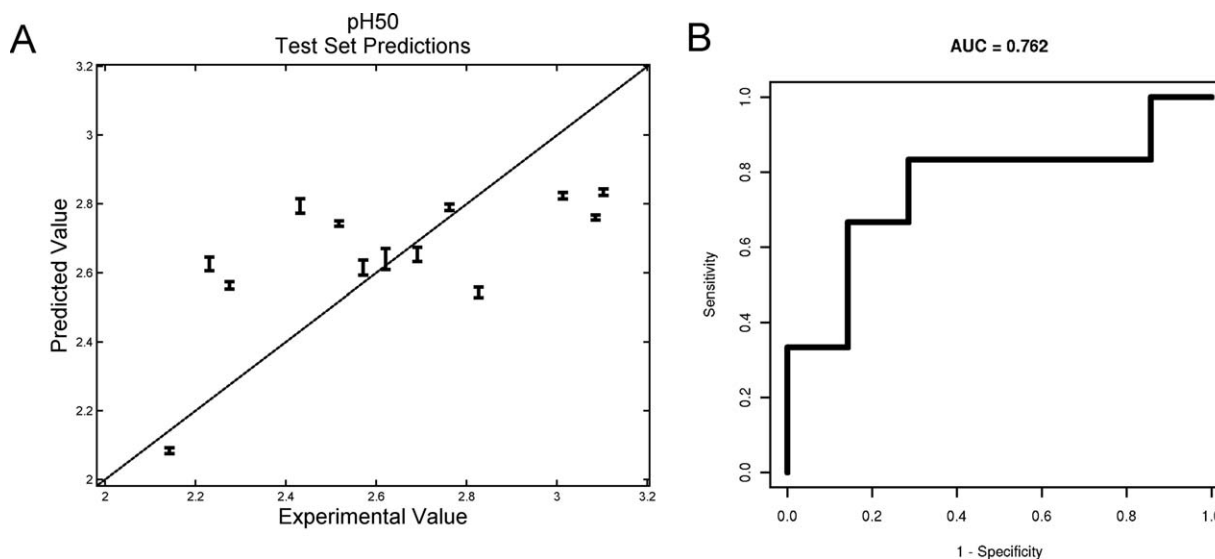 A
pH50
Test Set Predictions
3.2
3
2.8
2.6
2.4
2.2
2
2 2.2 2.4 2.6 2.8 3 3.2
Predicted Value
Experimental Value
B
AUC = 0.762
1.0
0.8
0.6
0.4
0.2
0.0
0.0 0.2 0.4 0.6 0.8 1.0
Sensitivity
1 - Specificity